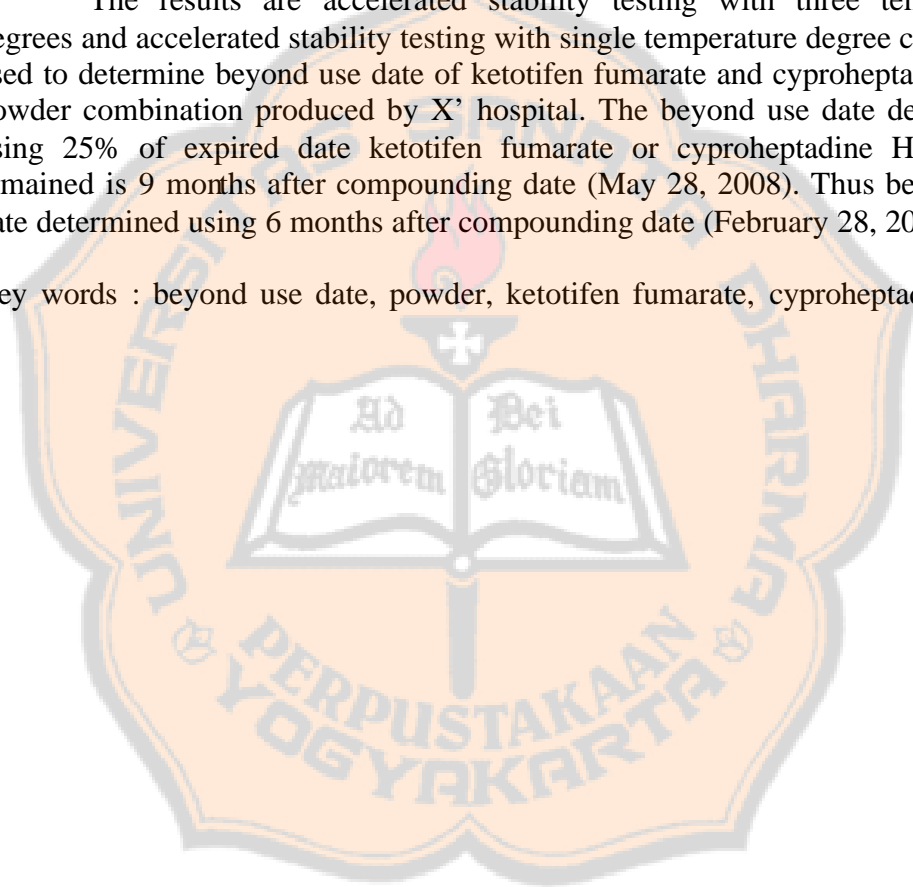 The results are accelerated stability testing with three ten
egrees and accelerated stability testing with single temperature degree c
sed to determine beyond use date of ketotifen fumarate and cyprohepta
owder combination produced by X' hospital. The beyond use date de
sing 25% of expired date ketotifen fumarate or cyproheptadine H
mained is 9 months after compounding date (May 28, 2008). Thus be
ate determined using 6 months after compounding date (February 28, 20
ey words : beyond use date, powder, ketotifen fumarate, cyproheptad
UNIVERSITAS SANATA DHARMA
Ad Dei
Maiorem Gloriam
PERPUSTAKAAN
YOGYAKARTA